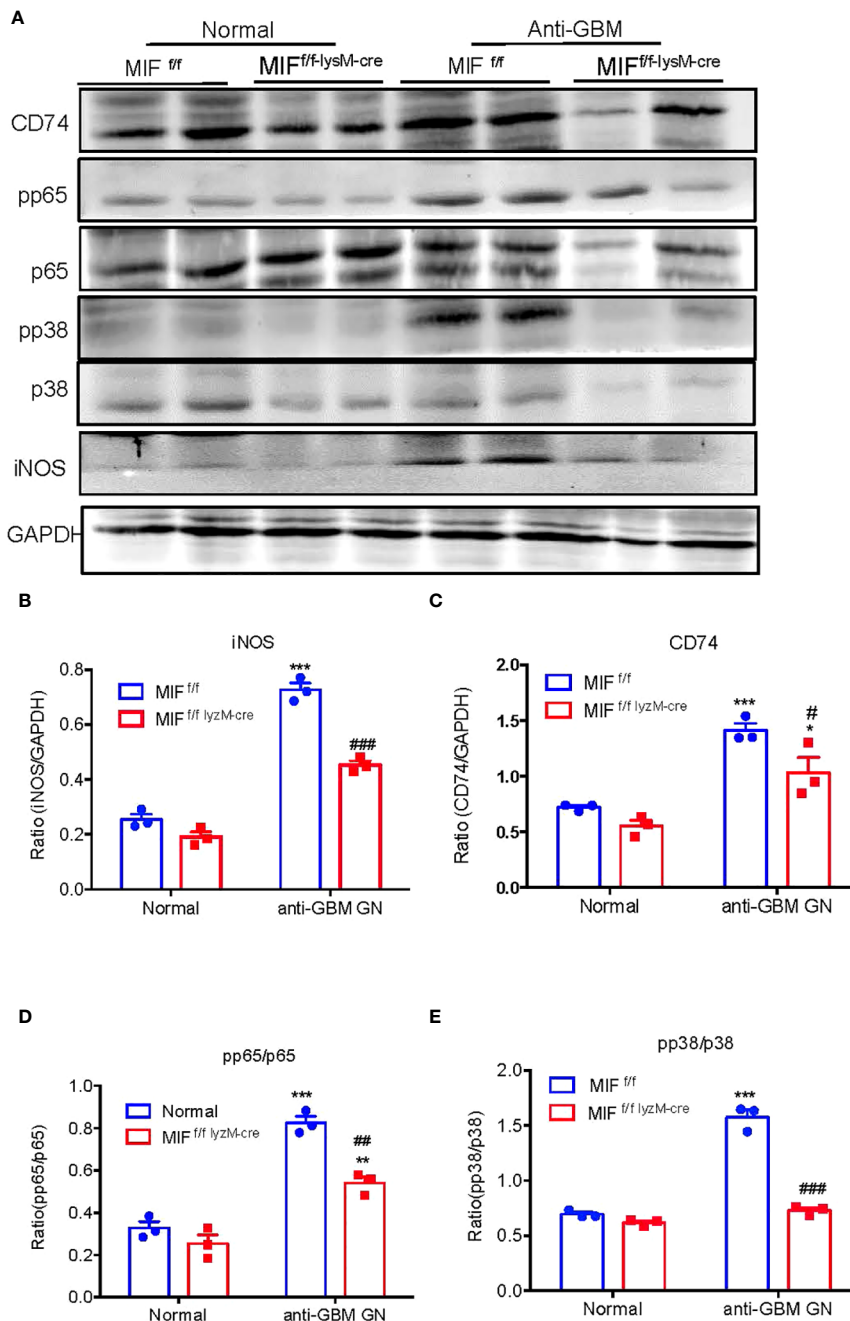 A
Normal
Anti-GBM
MIF f/f
MIF f/f-lysM-cre
MIF f/f
MIF f/f-lysM-cre
CD74
pp65
p65
pp38
p38
iNOS
GAPDH
B
iNOS
Ratio (iNOS/GAPDH)
0.8
0.6
0.4
0.2
0.0
MIF f/f
MIF f/f lyzM-cre
***
###
Normal
anti-GBM GN
C
CD74
Ratio (CD74/GAPDH)
2.0
1.5
1.0
0.5
0.0
MIF f/f
MIF f/f lyzM-cre
***
#
*
Normal
anti-GBM GN
D
pp65/p65
Ratio(pp65/p65)
1.0
0.8
0.6
0.4
0.2
0.0
Normal
MIF f/f lyzM-cre
***
##
**
Normal
anti-GBM GN
E
pp38/p38
Ratio(pp38/p38)
2.0
1.5
1.0
0.5
0.0
MIF f/f
MIF f/f lyzM-cre
***
###
Normal
anti-GBM GN